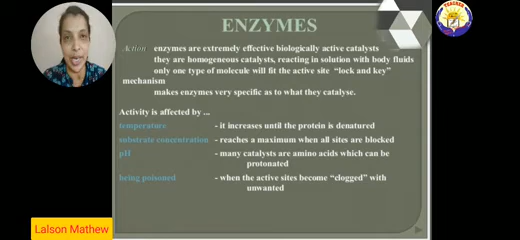 ENZYMES
Action enzymes are extremely effective biologically active catalysts
they are homogeneous catalysts, reacting in solution with body fluids
only one type of molecule will fit the active site “lock and key”
mechanism
makes enzymes very specific as to what they catalyse.
Activity is affected by ...
temperature - it increases until the protein is denatured
substrate concentration - reaches a maximum when all sites are blocked
pH - many catalysts are amino acids which can be
protonated
being poisoned - when the active sites become “clogged” with
unwanted
Lalson Mathew